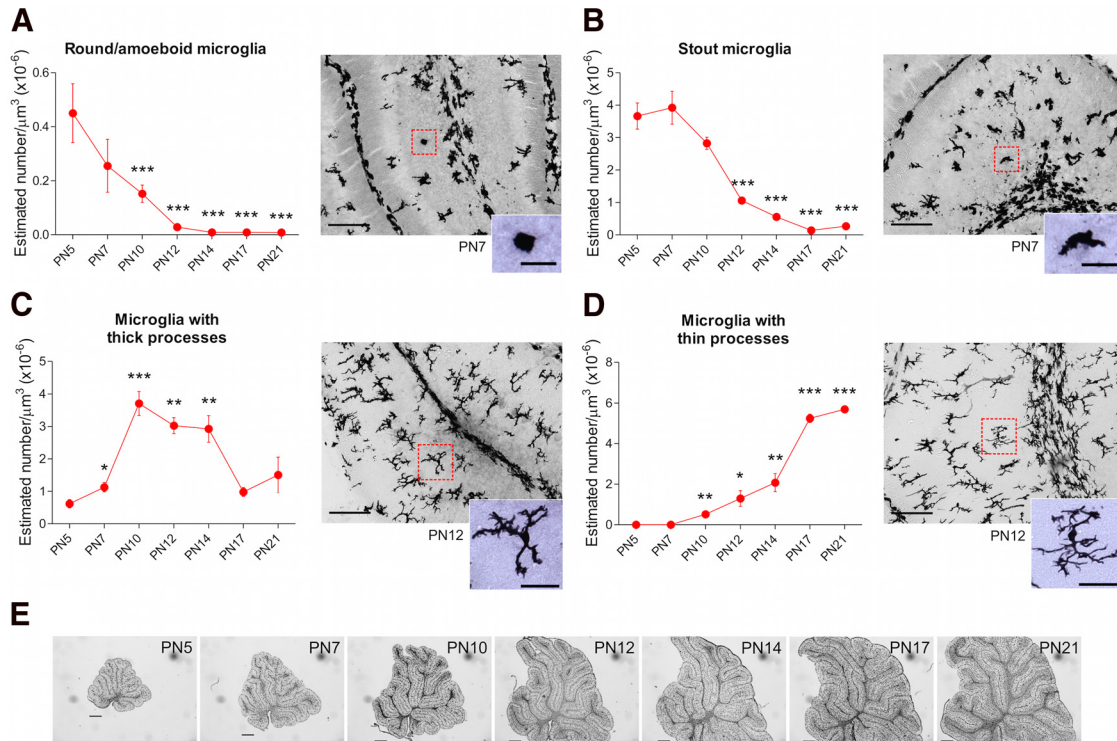 A
Round/amoeboid microglia
Estimated number/μm³ (x10⁻⁶)
0.6
0.4
0.2
0.0
***
***
***
***
***
PN5
PN7
PN10
PN12
PN14
PN17
PN21
PN7
B
Stout microglia
Estimated number/μm³ (x10⁻⁶)
5
4
3
2
1
0
***
***
***
***
PN5
PN7
PN10
PN12
PN14
PN17
PN21
PN7
C
Microglia with
thick processes
Estimated number/μm³ (x10⁻⁶)
5
4
3
2
1
0
*
***
**
**
PN5
PN7
PN10
PN12
PN14
PN17
PN21
PN12
D
Microglia with
thin processes
Estimated number/μm³ (x10⁻⁶)
8
6
4
2
0
**
*
**
***
***
PN5
PN7
PN10
PN12
PN14
PN17
PN21
PN12
E
PN5
PN7
PN10
PN12
PN14
PN17
PN21